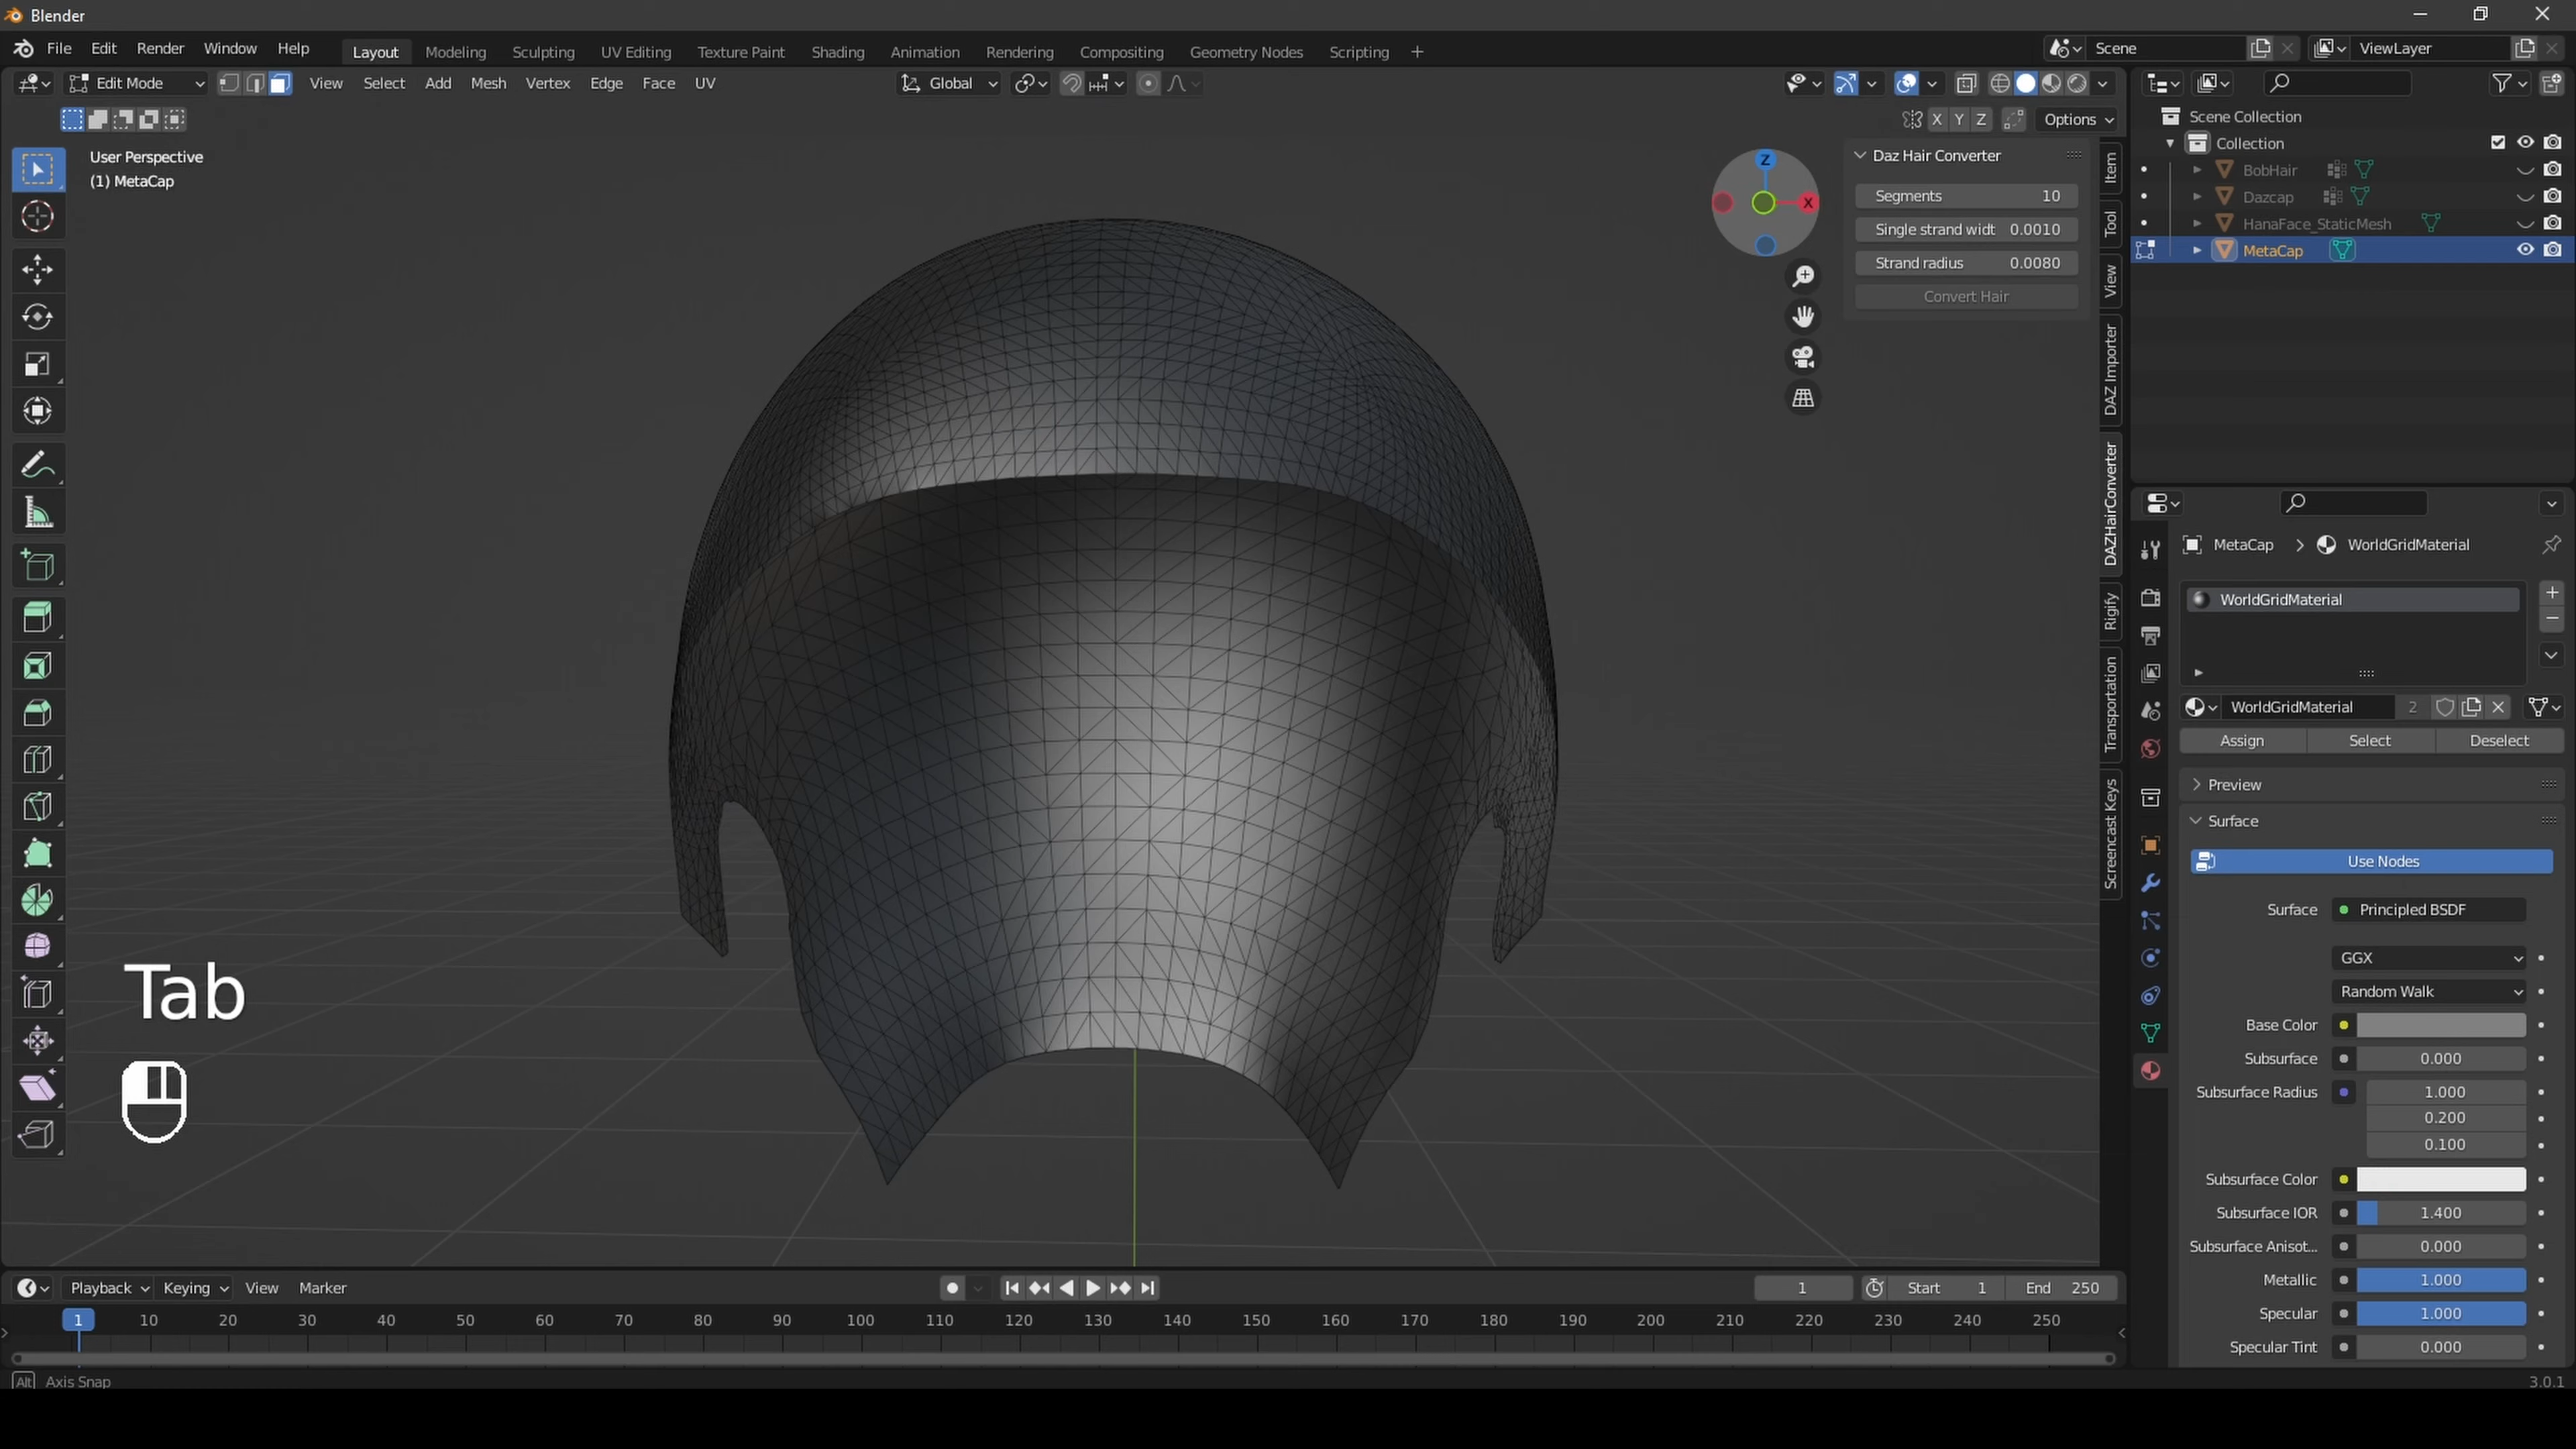 Blender
File Edit Render Window Help
Layout Modeling Sculpting UV Editing Texture Paint Shading Animation Rendering Compositing Geometry Nodes Scripting +
Scene
ViewLayer
Edit Mode
View Select Add Mesh Vertex Edge Face UV
Global
X Y Z
Options
User Perspective
(1) MetaCap
Z
X
Daz Hair Converter
Segments 10
Single strand widt 0.0010
Strand radius 0.0080
Convert Hair
Item
Tool
View
DAZ Importer
DAZHairConverter
Rigify
Transportation
Screencast Keys
Scene Collection
Collection
BobHair
Dazcap
HanaFace_StaticMesh
MetaCap
MetaCap > WorldGridMaterial
WorldGridMaterial
WorldGridMaterial 2
Assign Select Deselect
Preview
Surface
Use Nodes
Surface Principled BSDF
GGX
Random Walk
Base Color
Subsurface 0.000
Subsurface Radius 1.000
0.200
0.100
Subsurface Color
Subsurface IOR 1.400
Subsurface Anisot... 0.000
Metallic 1.000
Specular 1.000
Specular Tint 0.000
Tab
Playback Keying View Marker
1
Start 1
End 250
1 10 20 30 40 50 60 70 80 90 100 110 120 130 140 150 160 170 180 190 200 210 220 230 240 250
Alt Axis Snap
3.0.1